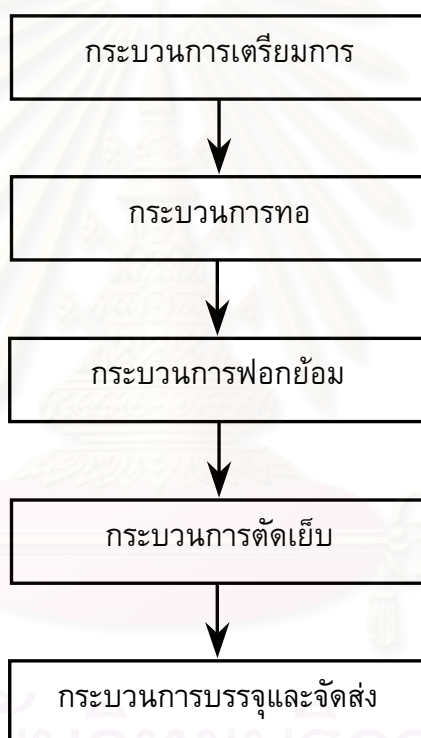 กระบวนการเตรียมการ
กระบวนการทอ
กระบวนการฟอกย้อม
กระบวนการตัดเย็บ
กระบวนการบรรจุและจัดส่ง